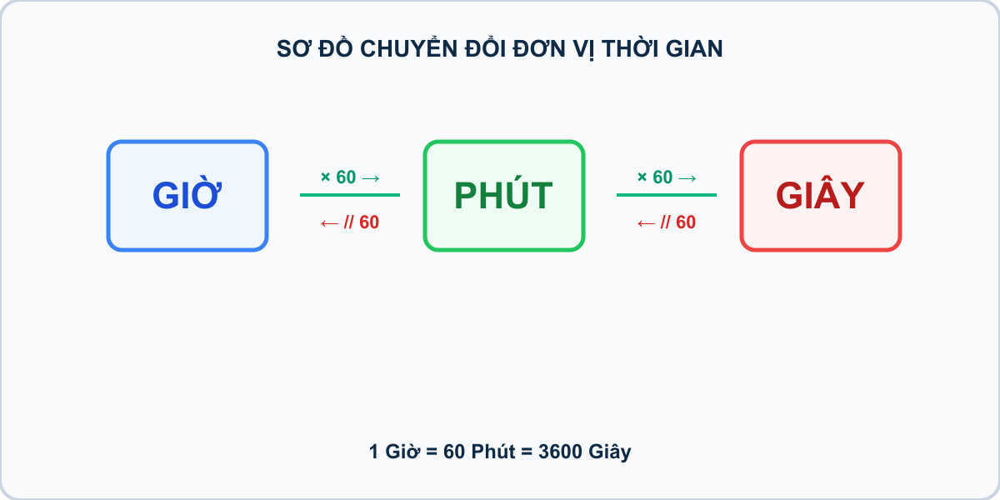 SƠ ĐỒ CHUYỂN ĐỔI ĐƠN VỊ THỜI GIAN
GIỜ
× 60 →
← // 60
PHÚT
× 60 →
← // 60
GIÂY
1 Giờ = 60 Phút = 3600 Giây